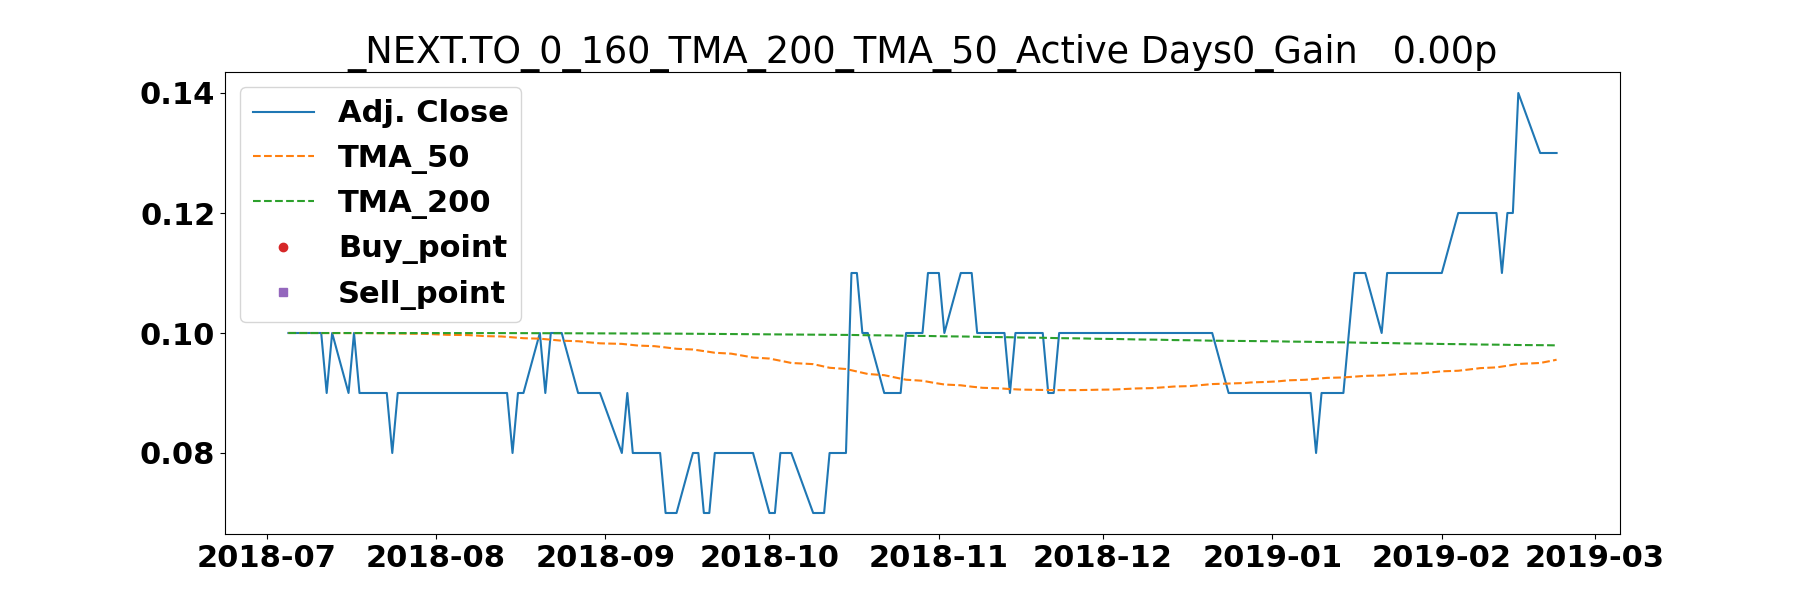 _NEXT.TO_0_160_TMA_200_TMA_50_Active Days0_Gain   0.00p
0.14
0.12
0.10
0.08
Adj. Close
TMA_50
TMA_200
Buy_point
Sell_point
2018-07 2018-08 2018-09 2018-10 2018-11 2018-12 2019-01 2019-02 2019-03